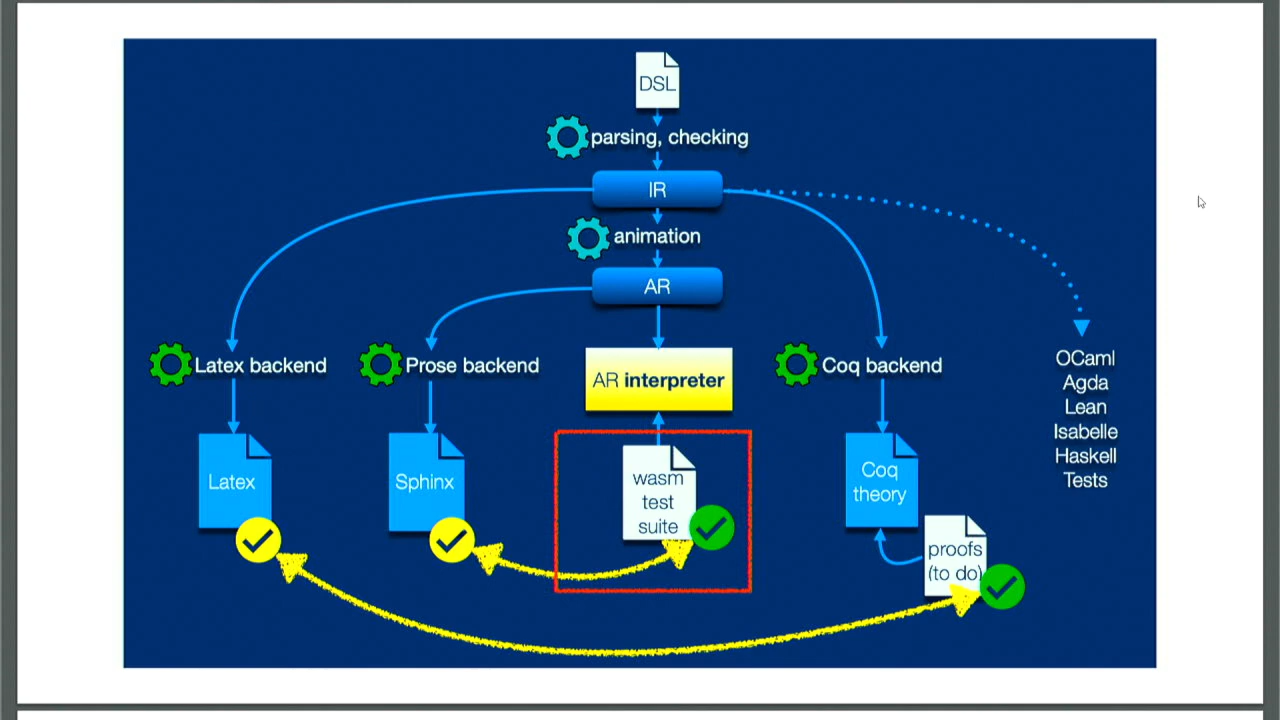 DSL
parsing, checking
IR
animation
AR
Latex backend
Prose backend
AR interpreter
Coq backend
OCaml
Agda
Lean
Isabelle
Haskell
Tests
Latex
Sphinx
wasm
test
suite
Coq
theory
proofs
(to do)